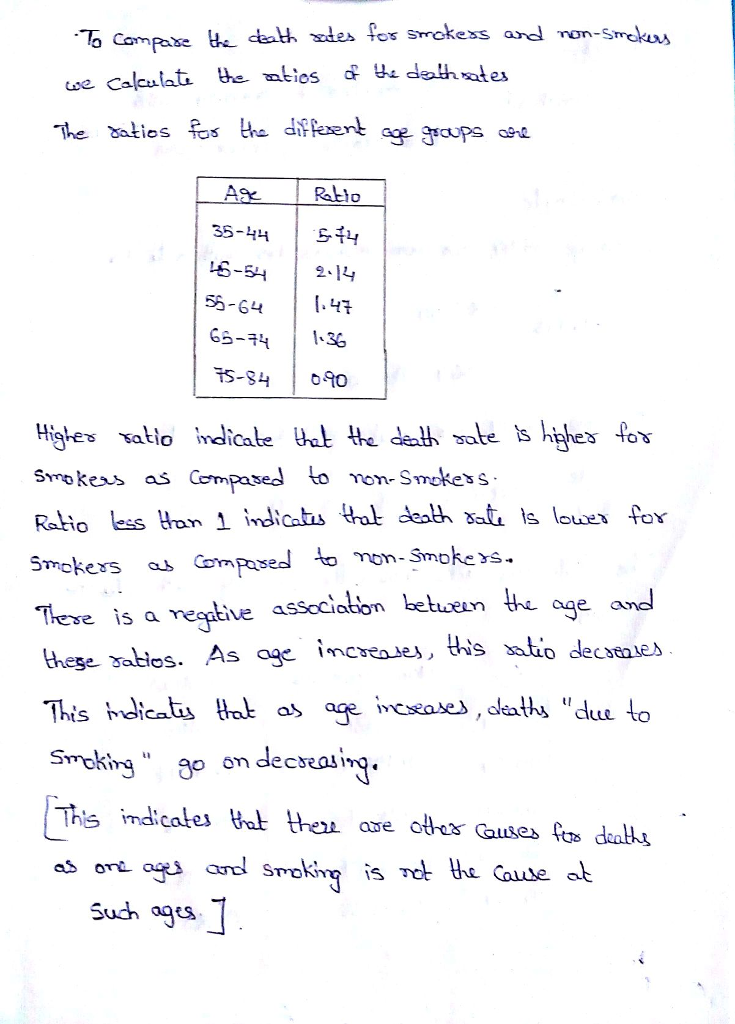 To Compare the death rates for smokers and non-smokers
we Calculate the ratios of the death rates
The ratios for the different age groups are
Age Ratio
35-44 5.74
45-54 2.14
55-64 1.47
65-74 1.36
75-84 0.90
Higher ratio indicate that the death rate is higher for
Smokers as Compared to non-Smokers.
Ratio less than 1 indicates that death rate is lower for
Smokers as Compared to non-Smokers.
There is a negative association between the age and
these ratios. As age increases, this ratio decreases.
This indicates that as age increases, deaths "due to
Smoking" go on decreasing.
[This indicates that there are other Causes for deaths
as one ages and smoking is not the Cause at
Such ages.]